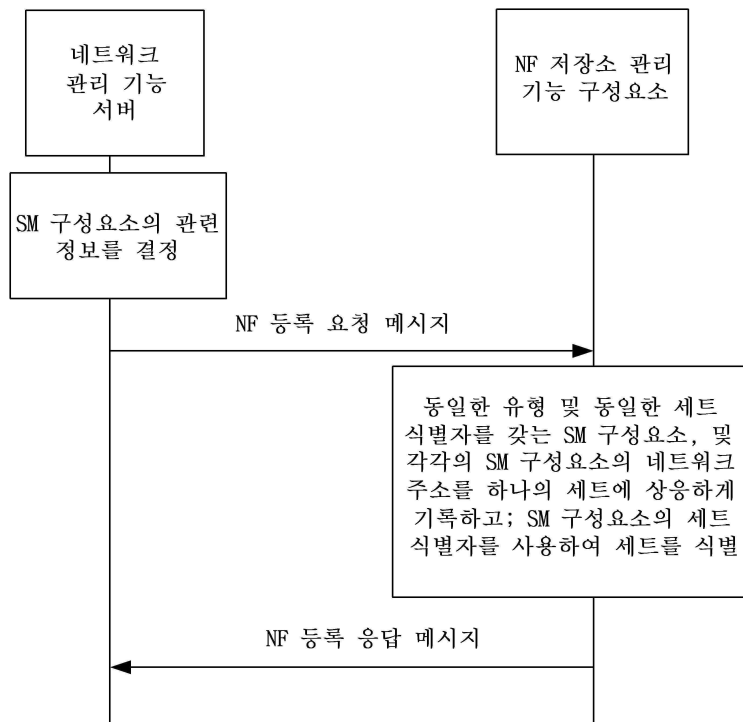 네트워크
관리 기능
서버
NF 저장소 관리
기능 구성요소
SM 구성요소의 관련
정보를 결정
NF 등록 요청 메시지
동일한 유형 및 동일한 세트
식별자를 갖는 SM 구성요소, 및
각각의 SM 구성요소의 네트워크
주소를 하나의 세트에 상응하게
기록하고; SM 구성요소의 세트
식별자를 사용하여 세트를 식별
NF 등록 응답 메시지